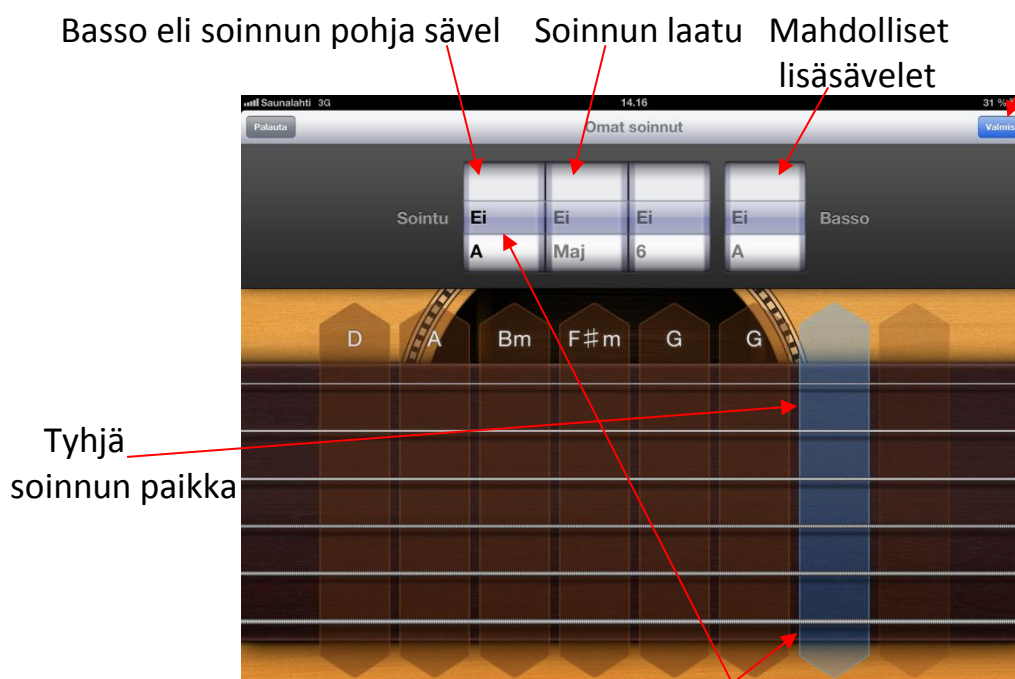 Basso eli soinnun pohja sävel Soinnun laatu Mahdolliset
lisäsävelet
Saunalahti 3G 14.16 31 %
Palauta Omat soinnut Valmis
Sointu Ei Ei Ei Ei Basso
A Maj 6 A
D A Bm F♯m G G
Tyhjä
soinnun paikka